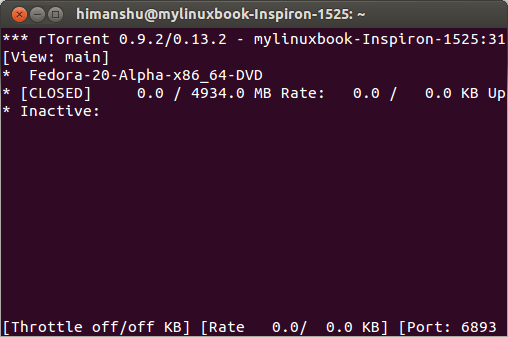 himanshu@mylinuxbook-Inspiron-1525: ~
*** rTorrent 0.9.2/0.13.2 - mylinuxbook-Inspiron-1525:31
[View: main]
*  Fedora-20-Alpha-x86_64-DVD
* [CLOSED]     0.0 / 4934.0 MB Rate:   0.0 /   0.0 KB Up
* Inactive:
[Throttle off/off KB] [Rate   0.0/  0.0 KB] [Port: 6893